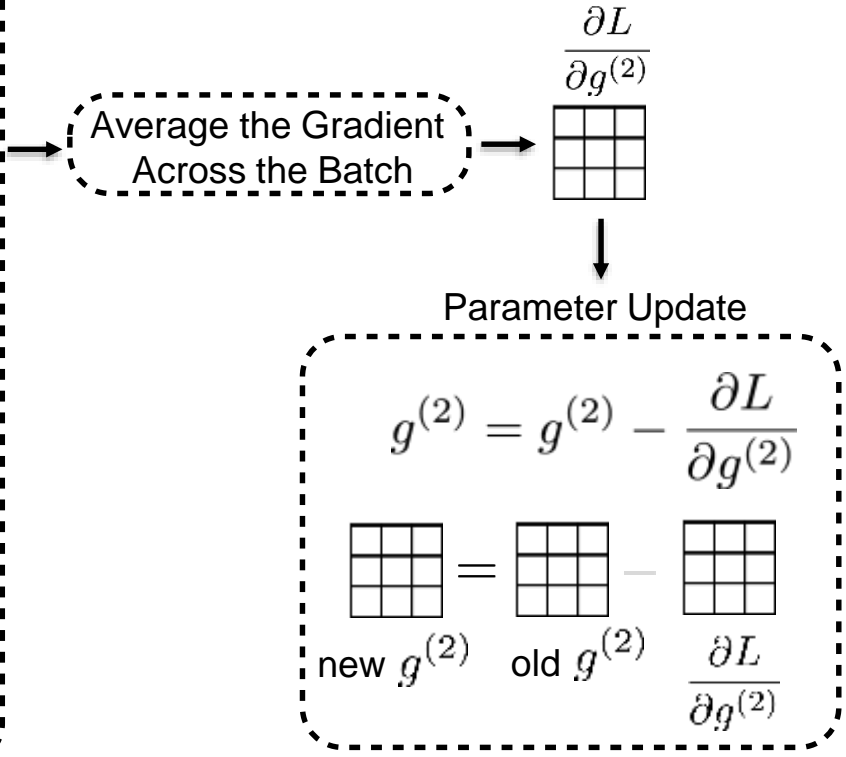 ∂L
∂g^(2)
Average the Gradient
Across the Batch
Parameter Update
g^(2) = g^(2) − ∂L/∂g^(2)
= −
new g^(2) old g^(2) ∂L/∂g^(2)